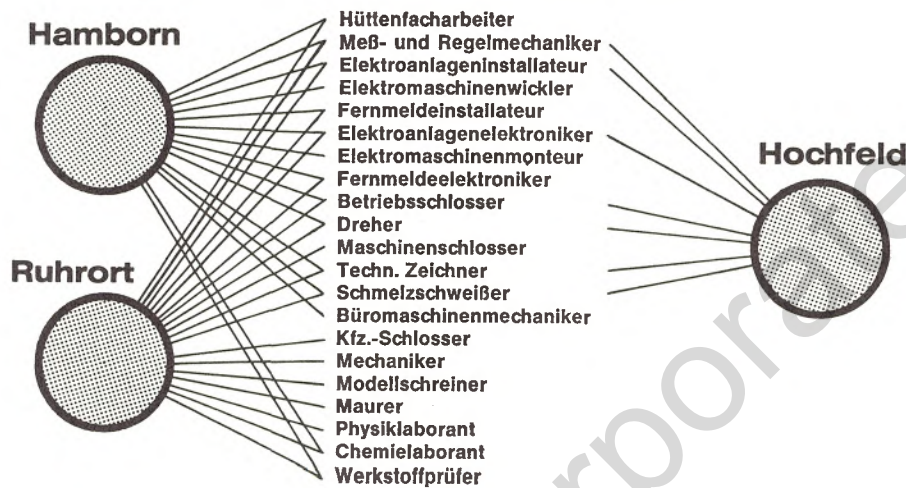 Hamborn
Ruhrort
Hüttenfacharbeiter
Meß- und Regelmechaniker
Elektroanlageninstallateur
Elektromaschinenwickler
Fernmeldeinstallateur
Elektroanlagenelektroniker
Elektromaschinenmonteur
Fernmeldeelektroniker
Betriebsschlosser
Dreher
Maschinenschlosser
Techn. Zeichner
Schmelzschweißer
Büromaschinenmechaniker
Kfz.-Schlosser
Mechaniker
Modellschreiner
Maurer
Physiklaborant
Chemielaborant
Werkstoffprüfer
Hochfeld